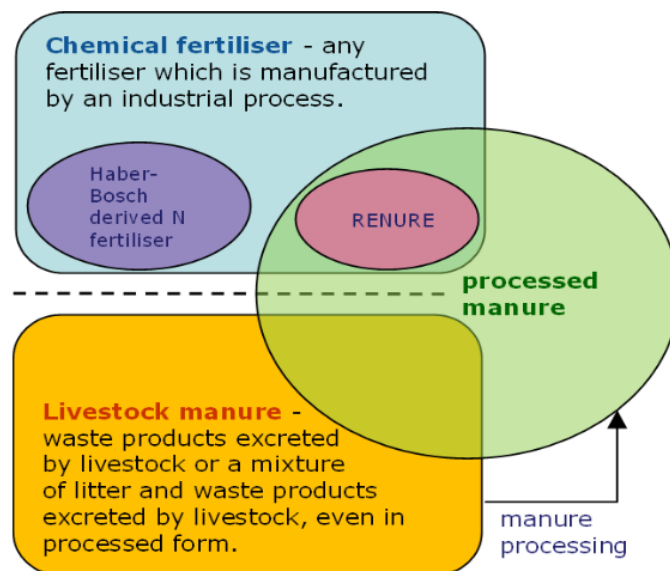 Chemical fertiliser - any
fertiliser which is manufactured
by an industrial process.
Haber-
Bosch
derived N
fertiliser
RENURE
processed
manure
Livestock manure -
waste products excreted
by livestock or a mixture
of litter and waste products
excreted by livestock, even in
processed form.
manure
processing